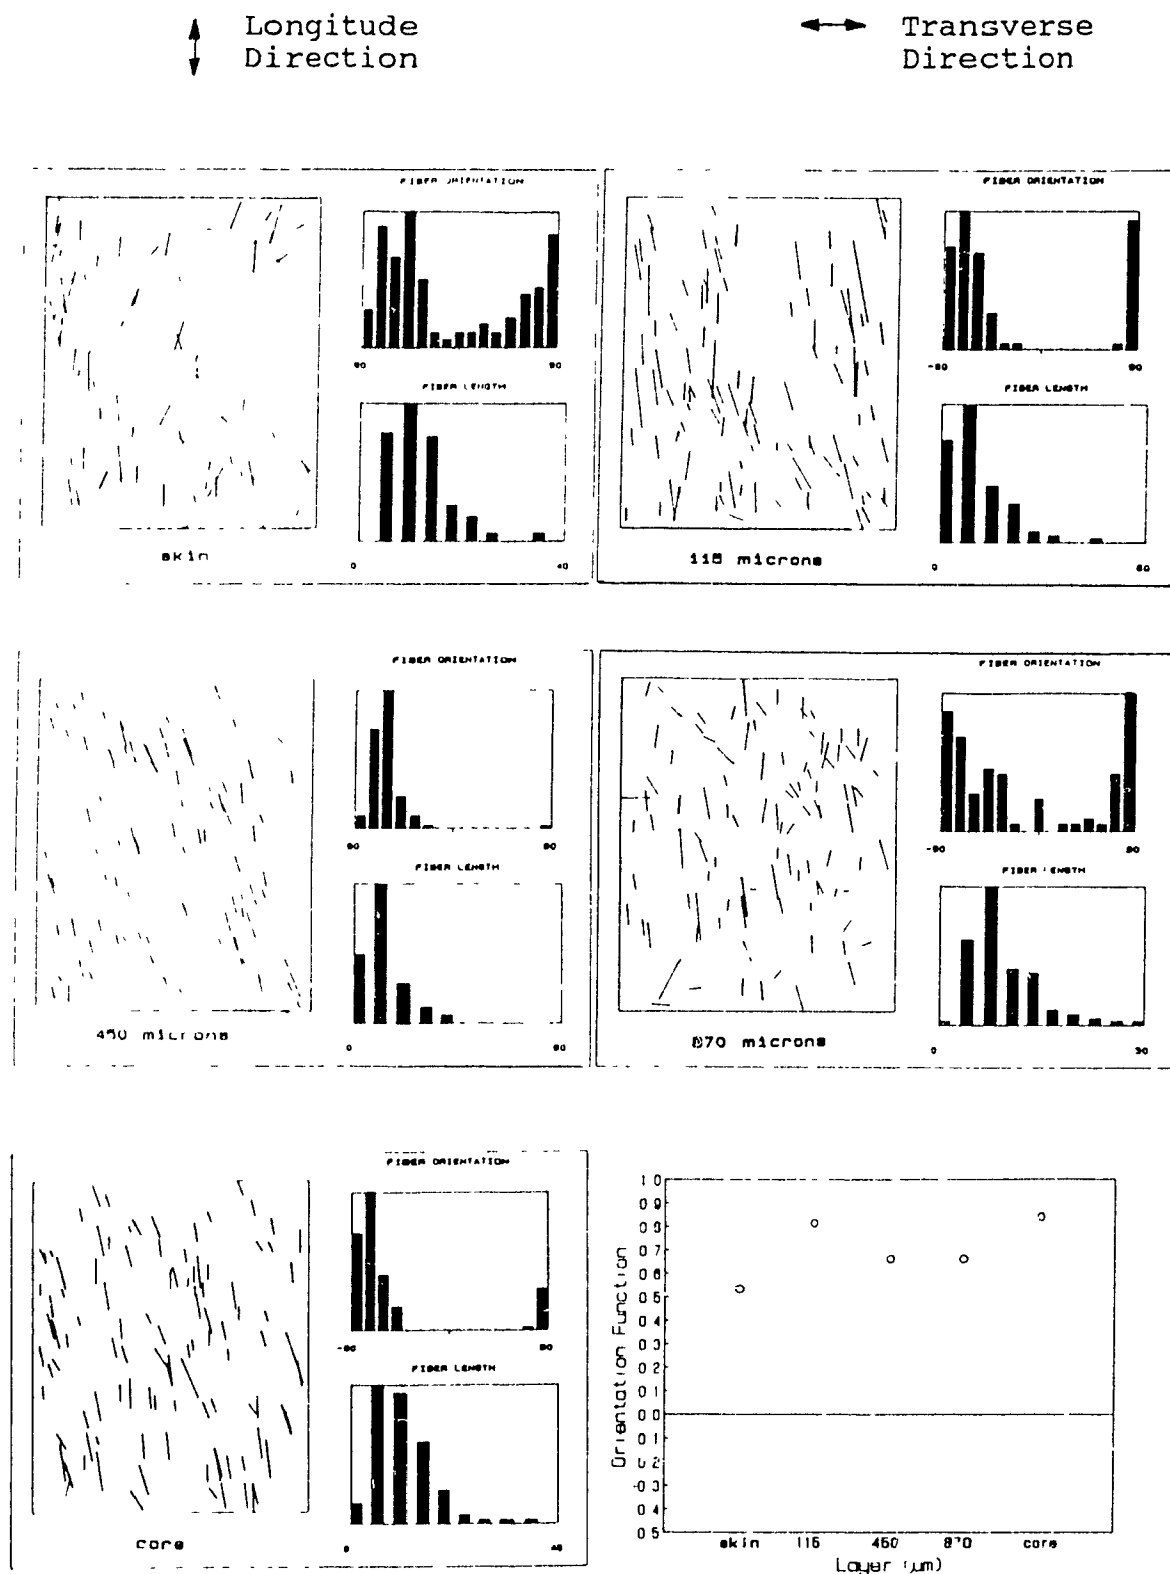 Longitude
Direction
Transverse
Direction
FIBER ORIENTATION
90
90
FIBER LENGTH
0
40
skin
FIBER ORIENTATION
-90
90
FIBER LENGTH
0
60
115 microns
FIBER ORIENTATION
90
90
FIBER LENGTH
0
60
450 microns
FIBER ORIENTATION
-90
90
FIBER LENGTH
0
30
870 microns
FIBER ORIENTATION
-90
90
FIBER LENGTH
0
core
Orientation Function
1.0
0.9
0.8
0.7
0.6
0.5
0.4
0.3
0.2
0.1
0.0
0.1
0.2
-0.3
0.4
0.5
skin 115 450 870 core
Layer (µm)